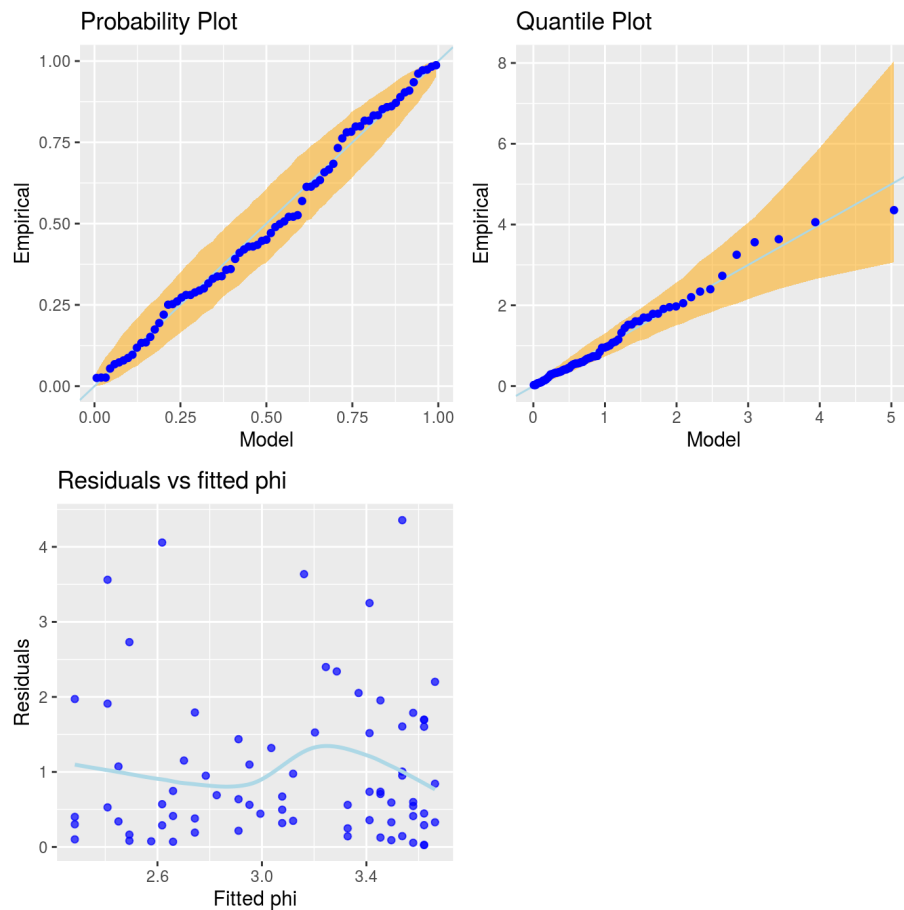 Probability Plot
Empirical
1.00
0.75
0.50
0.25
0.00
0.00 0.25 0.50 0.75 1.00
Model
Quantile Plot
Empirical
8
6
4
2
0
0 1 2 3 4 5
Model
Residuals vs fitted phi
Residuals
4
3
2
1
0
2.6 3.0 3.4
Fitted phi